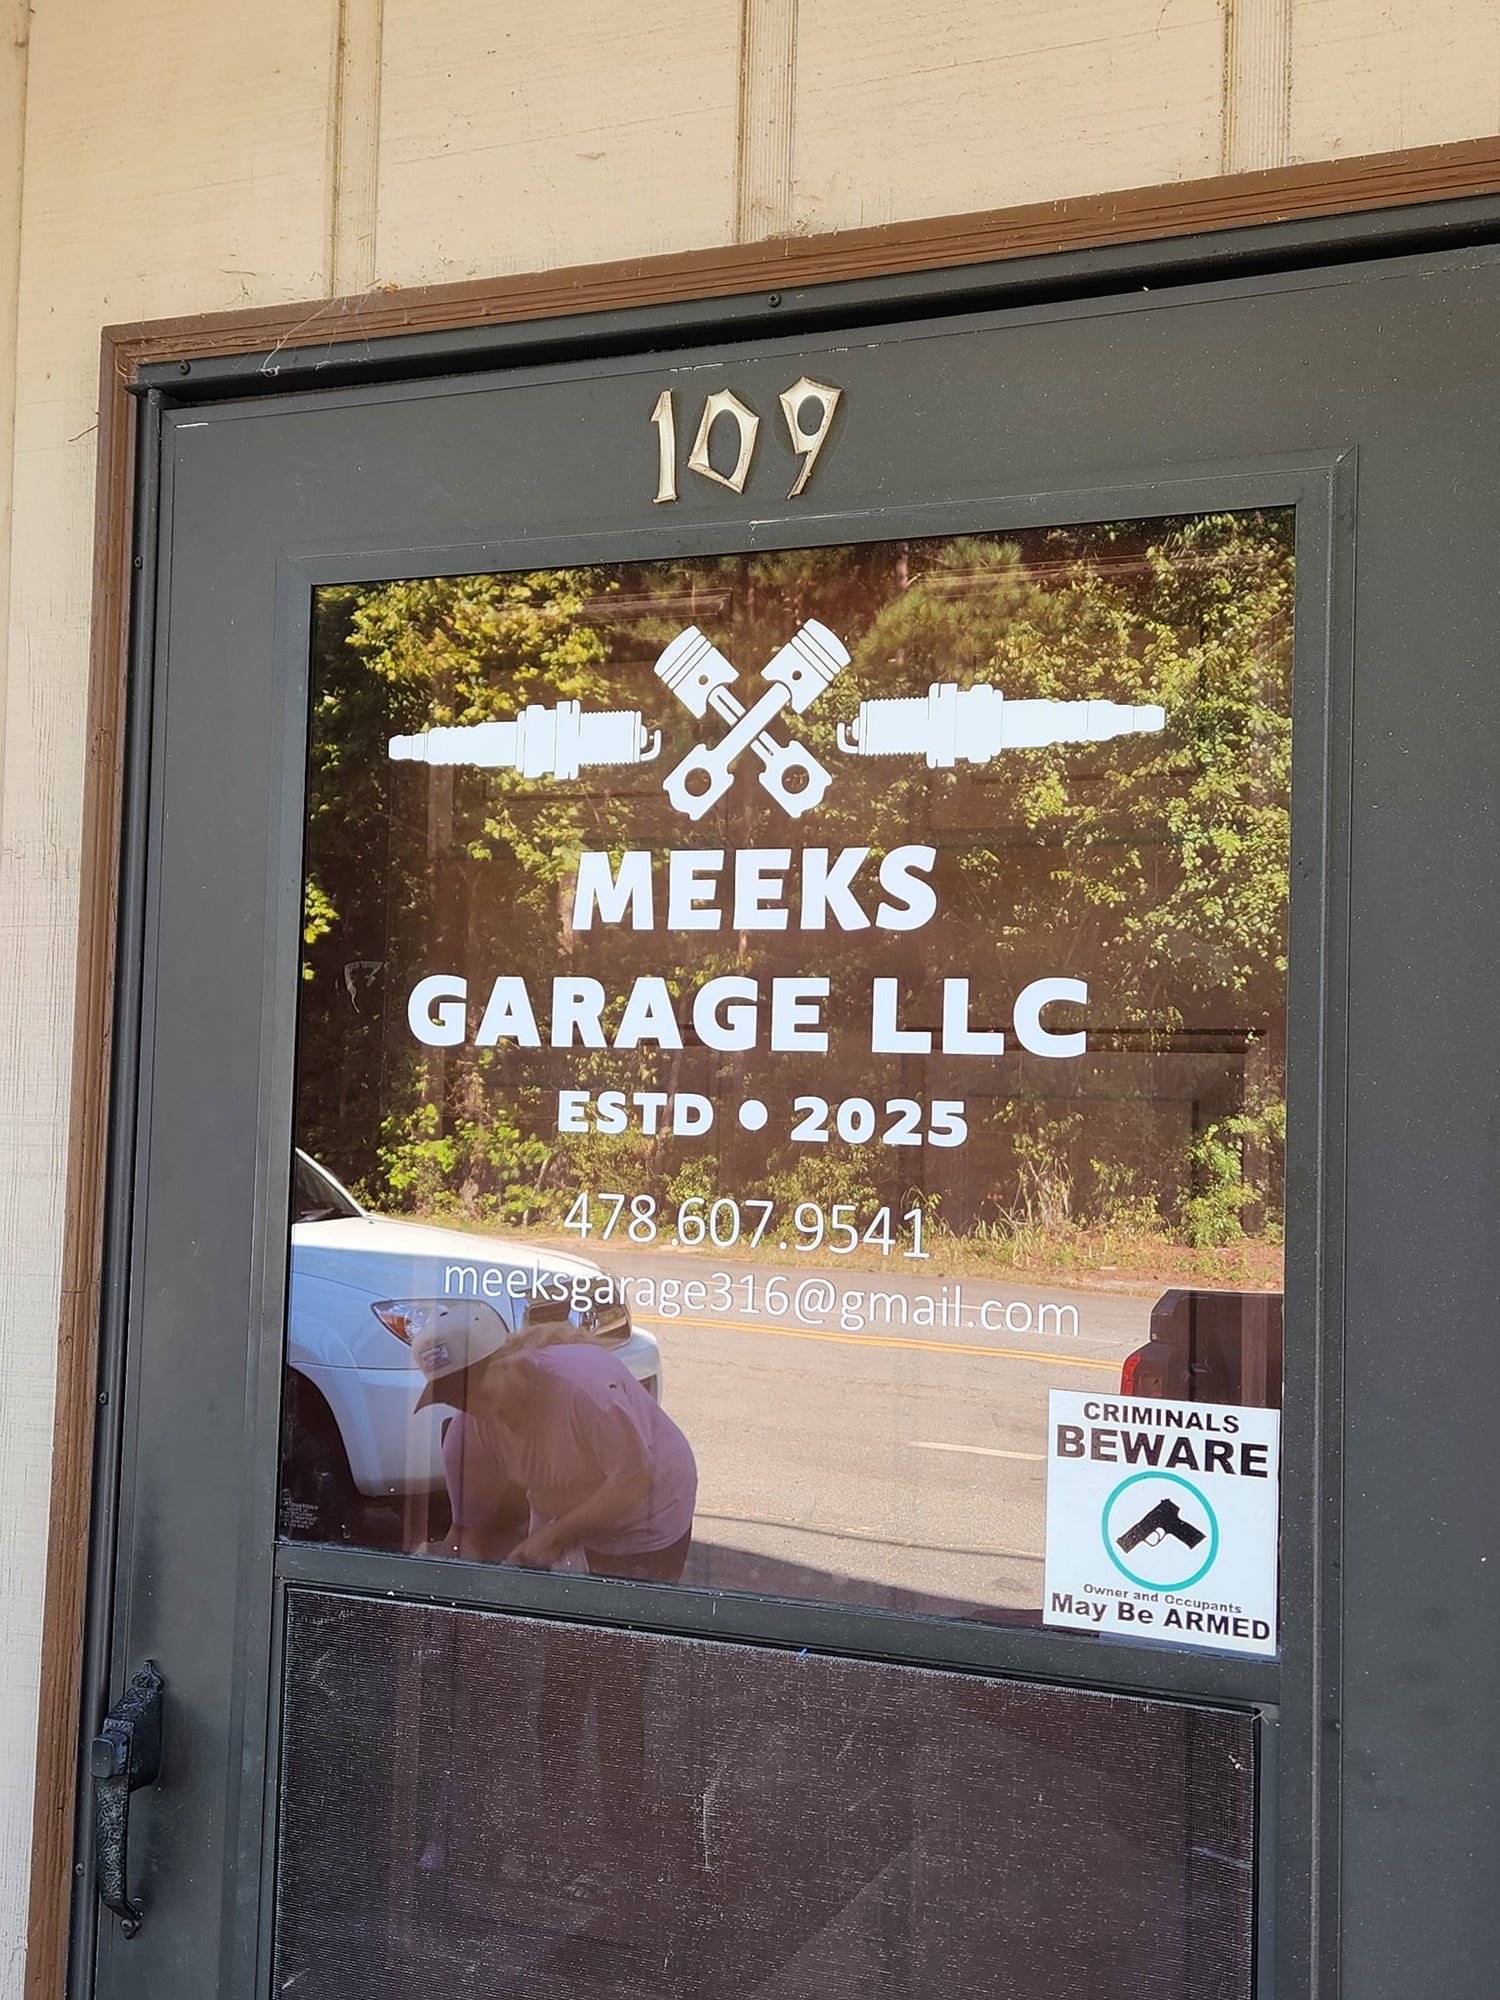 109
MEEKS
GARAGE LLC
ESTD • 2025
478.607.9541
meeksgarage316@gmail.com
CRIMINALS
BEWARE
Owner and Occupants
May Be ARMED